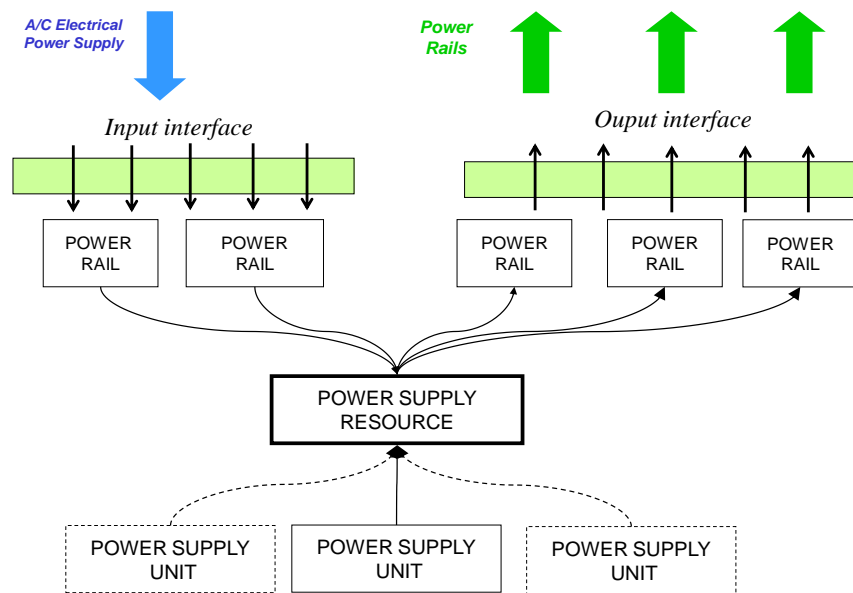 A/C Electrical
Power Supply
Power
Rails
Input interface
Ouput interface
POWER
RAIL
POWER
RAIL
POWER
RAIL
POWER
RAIL
POWER
RAIL
POWER SUPPLY
RESOURCE
POWER SUPPLY
UNIT
POWER SUPPLY
UNIT
POWER SUPPLY
UNIT